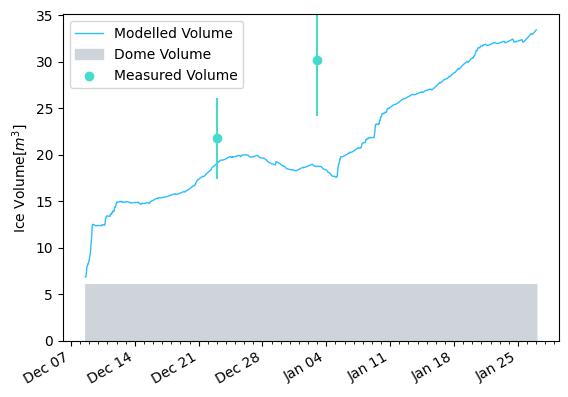 Modelled Volume
Dome Volume
Measured Volume
Ice Volume[m³]
35
30
25
20
15
10
5
0
Dec 07
Dec 14
Dec 21
Dec 28
Jan 04
Jan 11
Jan 18
Jan 25